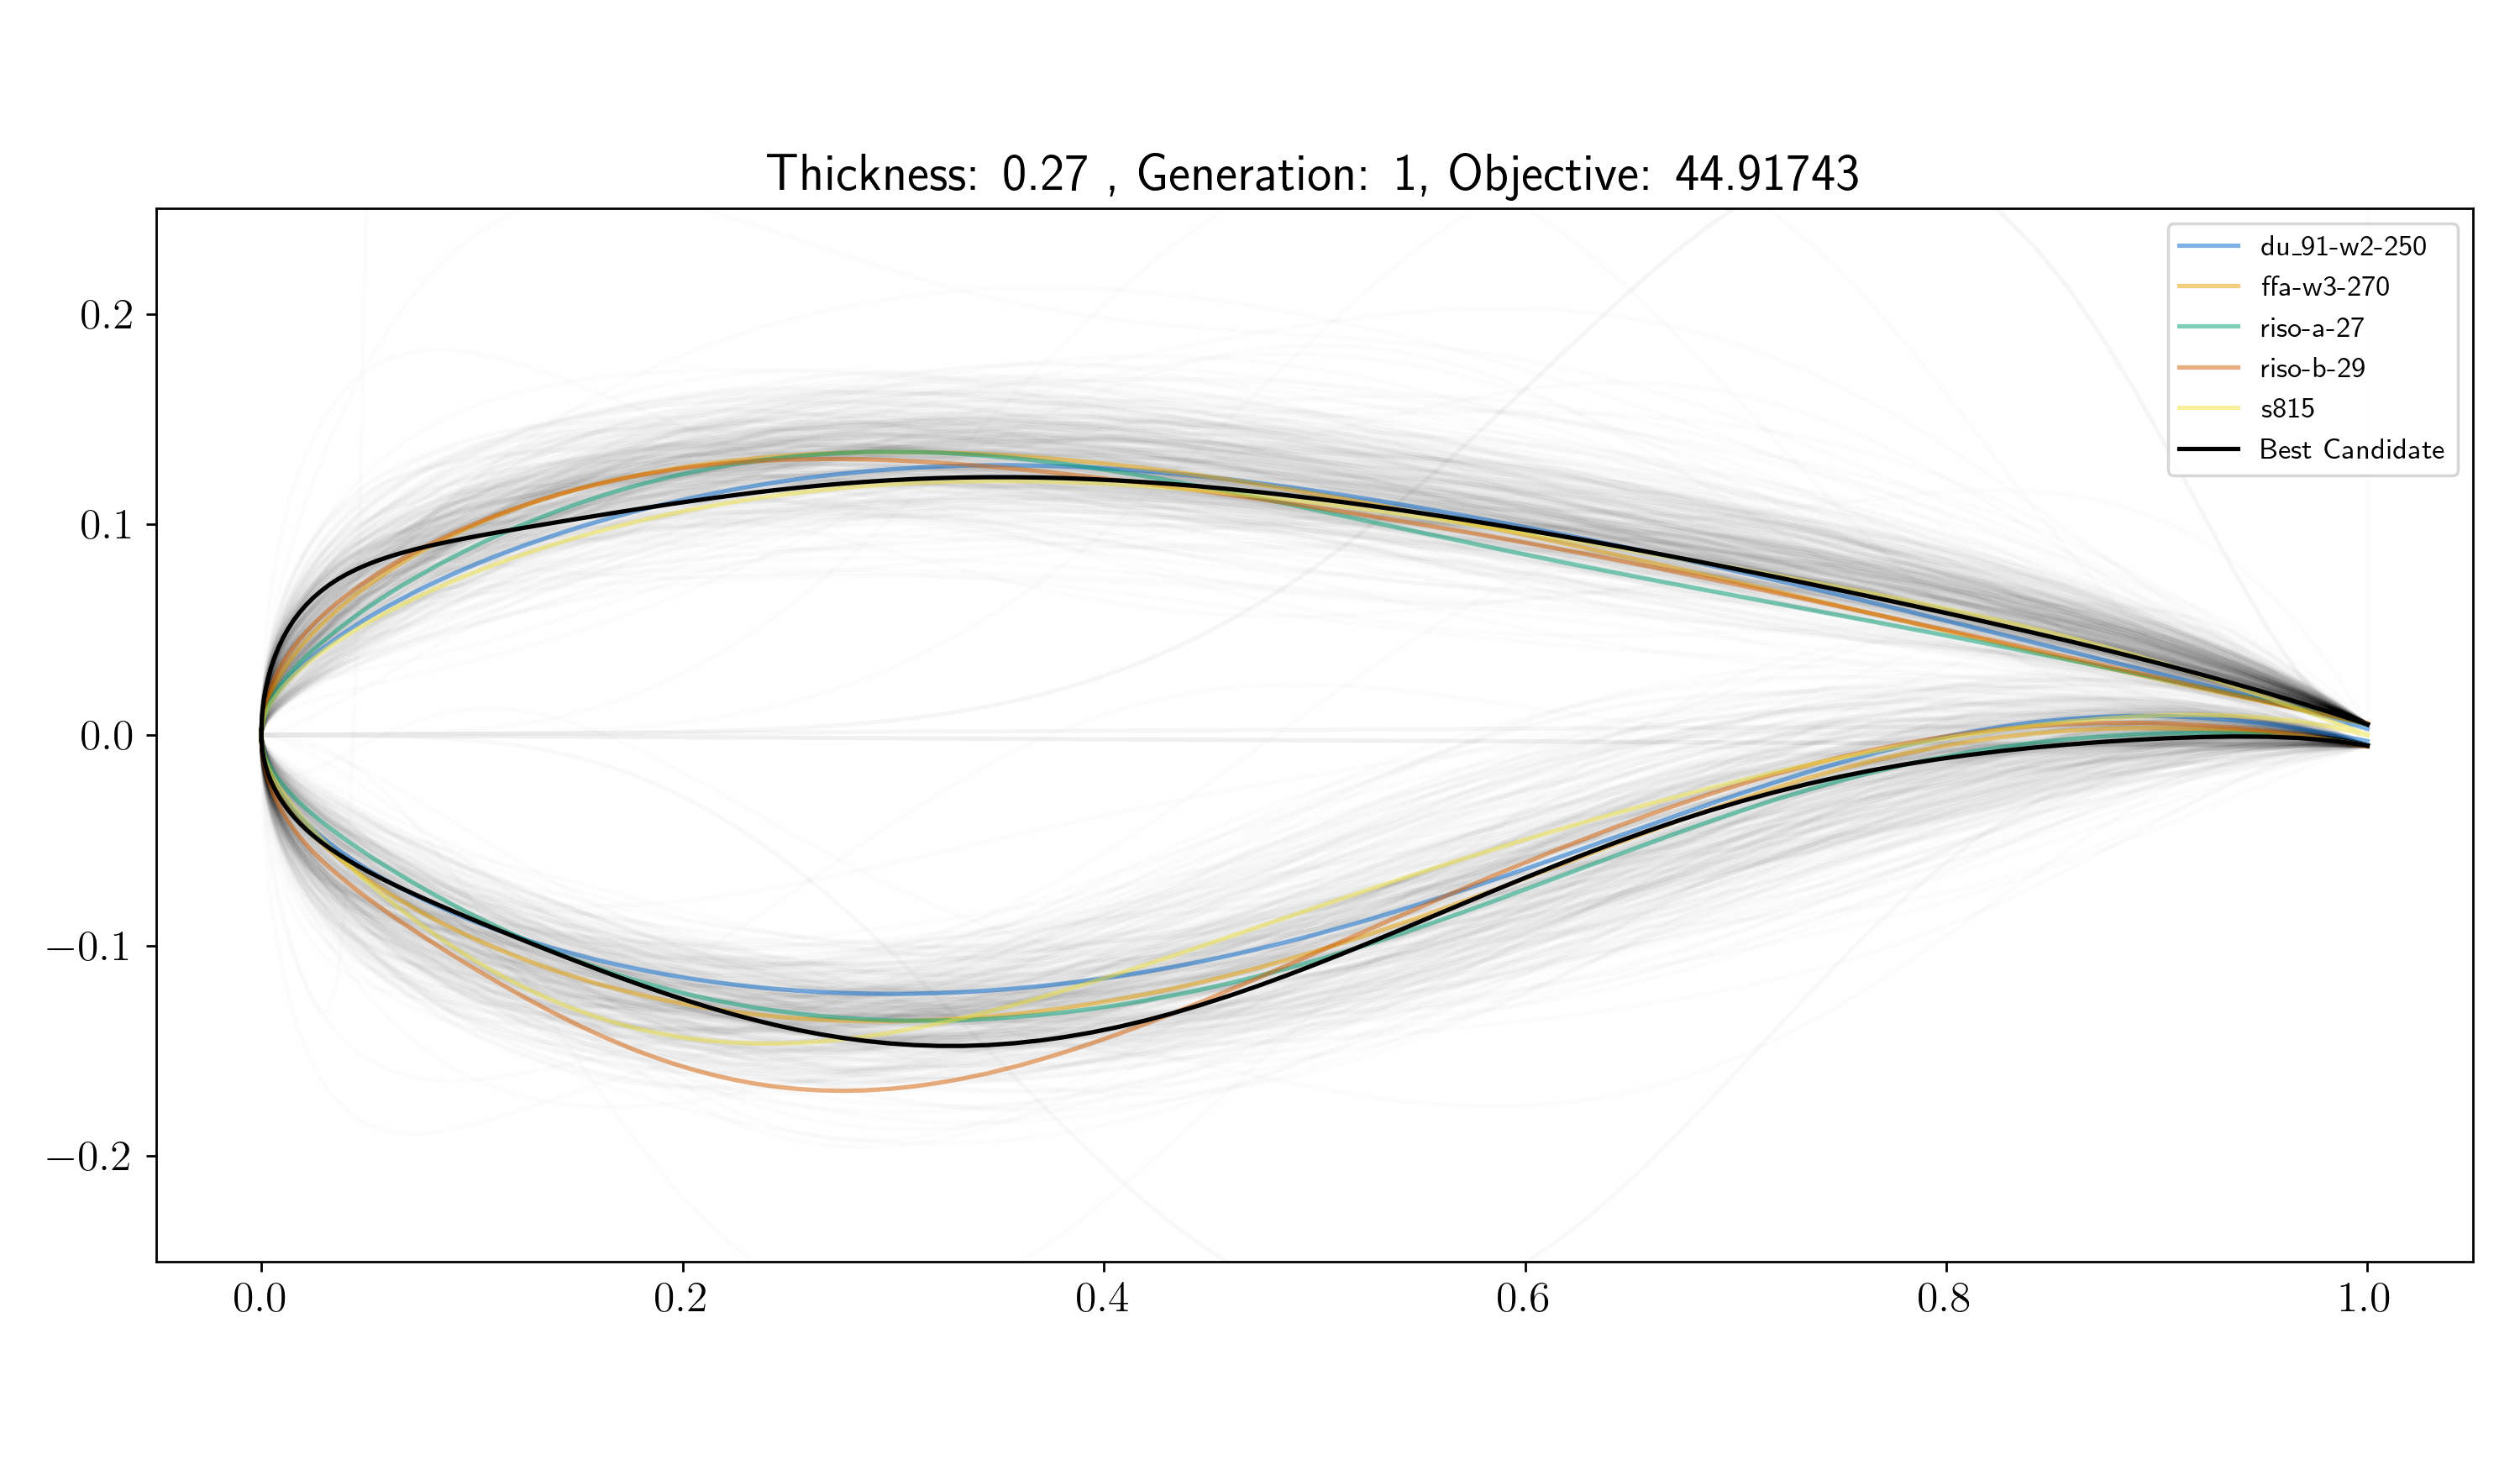 Thickness: 0.27 , Generation: 1, Objective: 44.91743
du_91-w2-250
ffa-w3-270
riso-a-27
riso-b-29
s815
Best Candidate
0.2
0.1
0.0
−0.1
−0.2
0.0 0.2 0.4 0.6 0.8 1.0